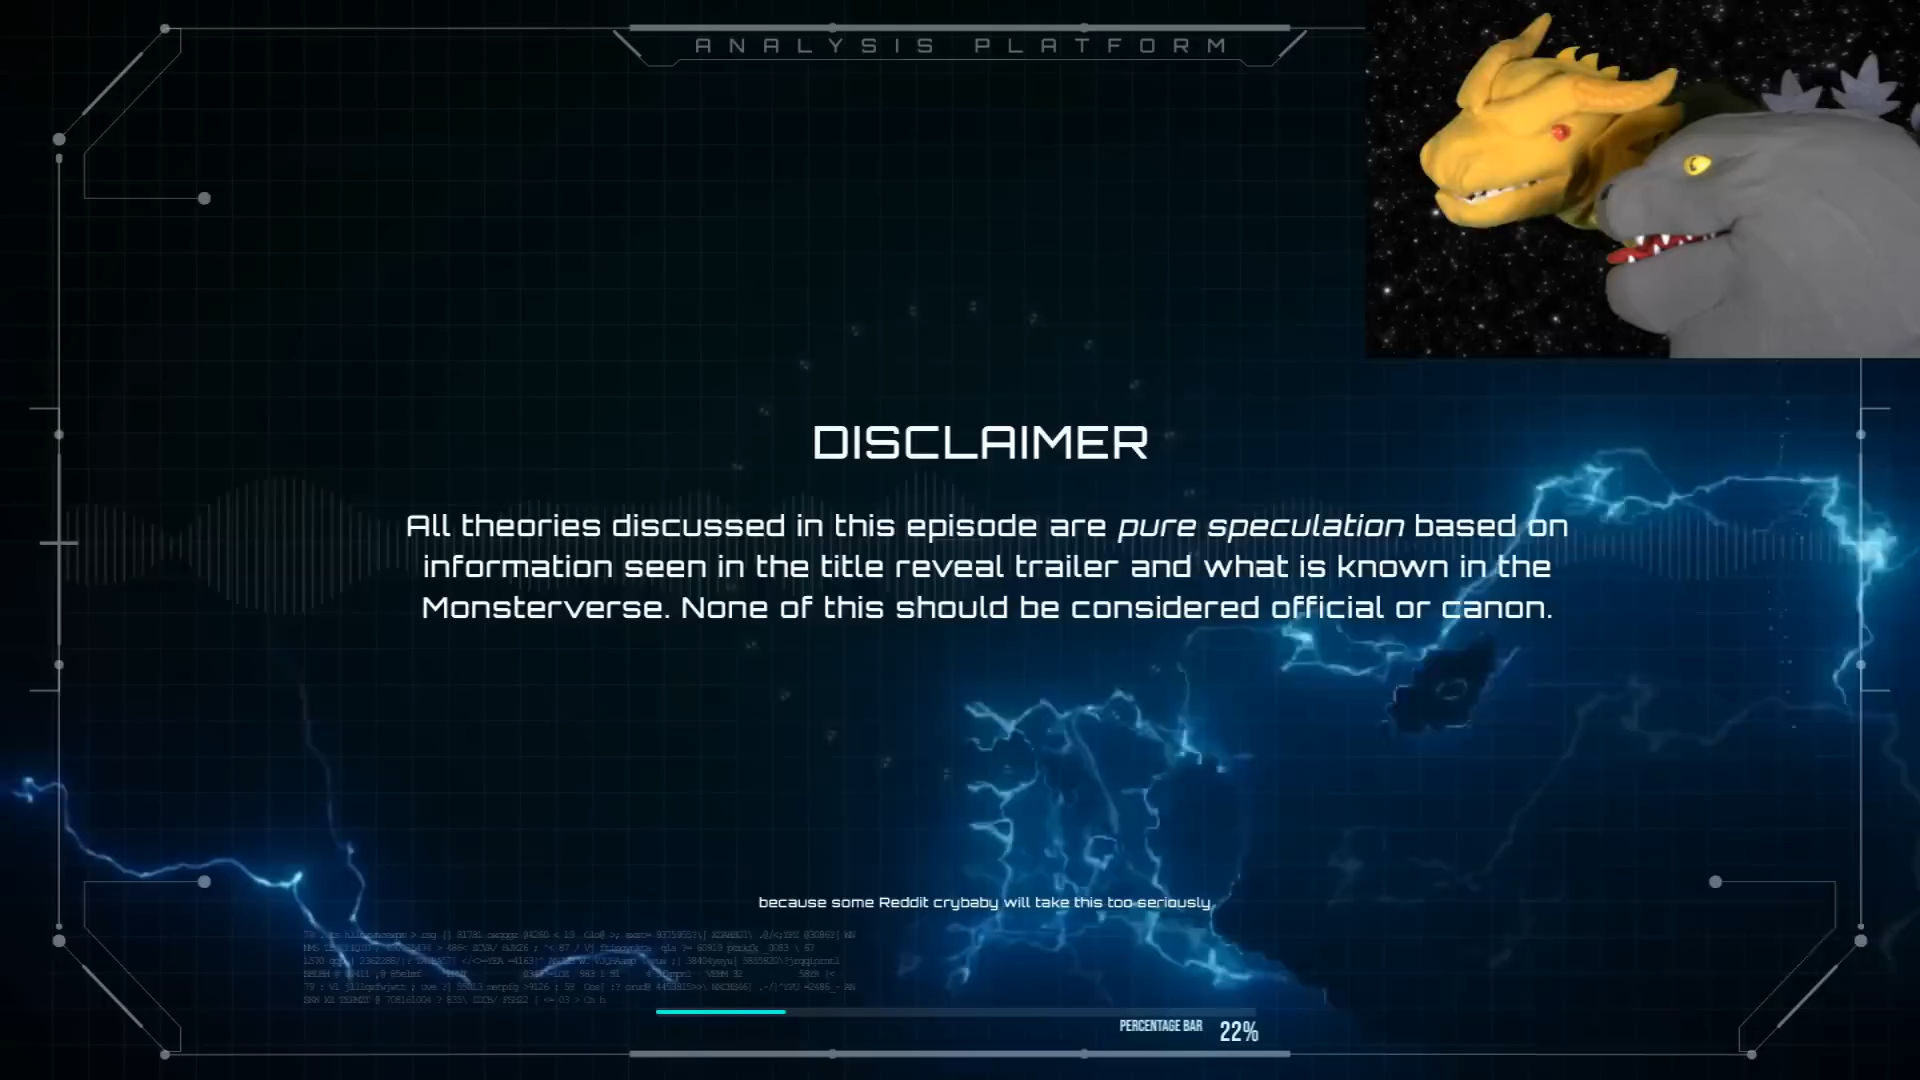 ANALYSIS PLATFORM
DISCLAIMER
All theories discussed in this episode are pure speculation based on
information seen in the title reveal trailer and what is known in the
Monsterverse. None of this should be considered official or canon.
because some Reddit crybaby will take this too seriously
PERCENTAGE BAR 22%